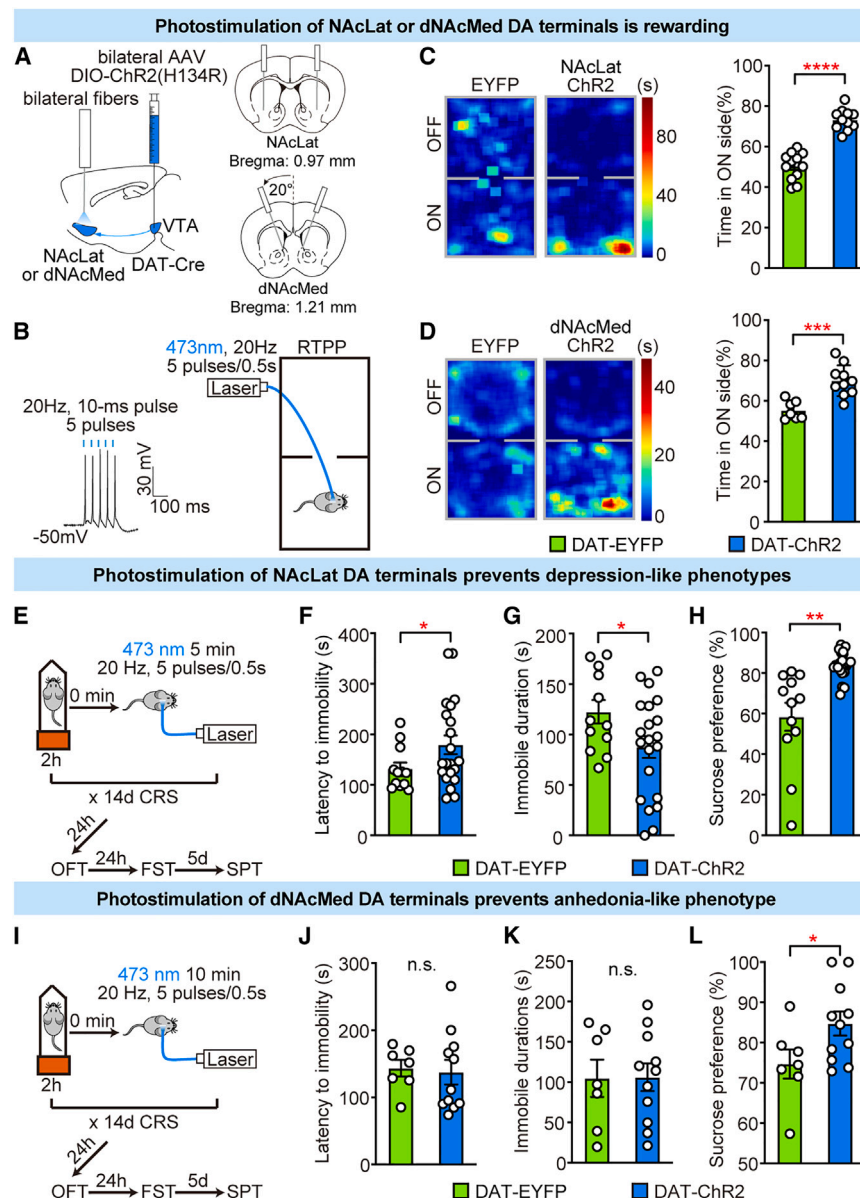 Photostimulation of NAcLat or dNAcMed DA terminals is rewarding
A
bilateral AAV
DIO-ChR2(H134R)
bilateral fibers
VTA
NAcLat
or dNAcMed
DAT-Cre
NAcLat
Bregma: 0.97 mm
20°
dNAcMed
Bregma: 1.21 mm
C
EYFP
NAcLat
ChR2
(s)
OFF
ON
80
40
0
Time in ON side(%)
100
80
60
40
20
0
****
B
20Hz, 10-ms pulse
5 pulses
30 mV
100 ms
-50mV
473nm, 20Hz
5 pulses/0.5s
Laser
RTPP
D
EYFP
dNAcMed
ChR2
(s)
OFF
ON
40
20
0
Time in ON side(%)
100
80
60
40
20
0
***
DAT-EYFP
DAT-ChR2
Photostimulation of NAcLat DA terminals prevents depression-like phenotypes
E
473 nm 5 min
20 Hz, 5 pulses/0.5s
0 min
Laser
2h
x 14d CRS
24h
OFT
24h
FST
5d
SPT
F
Latency to immobility (s)
400
300
200
100
0
*
G
Immobile duration (s)
200
150
100
50
0
*
H
Sucrose preference (%)
100
80
60
40
20
0
**
DAT-EYFP
DAT-ChR2
Photostimulation of dNAcMed DA terminals prevents anhedonia-like phenotype
I
473 nm 10 min
20 Hz, 5 pulses/0.5s
0 min
Laser
2h
x 14d CRS
24h
OFT
24h
FST
5d
SPT
J
Latency to immobility (s)
300
200
100
0
n.s.
K
Immobile durations (s)
250
200
150
100
50
0
n.s.
L
Sucrose preference (%)
100
90
80
70
60
50
*
DAT-EYFP
DAT-ChR2